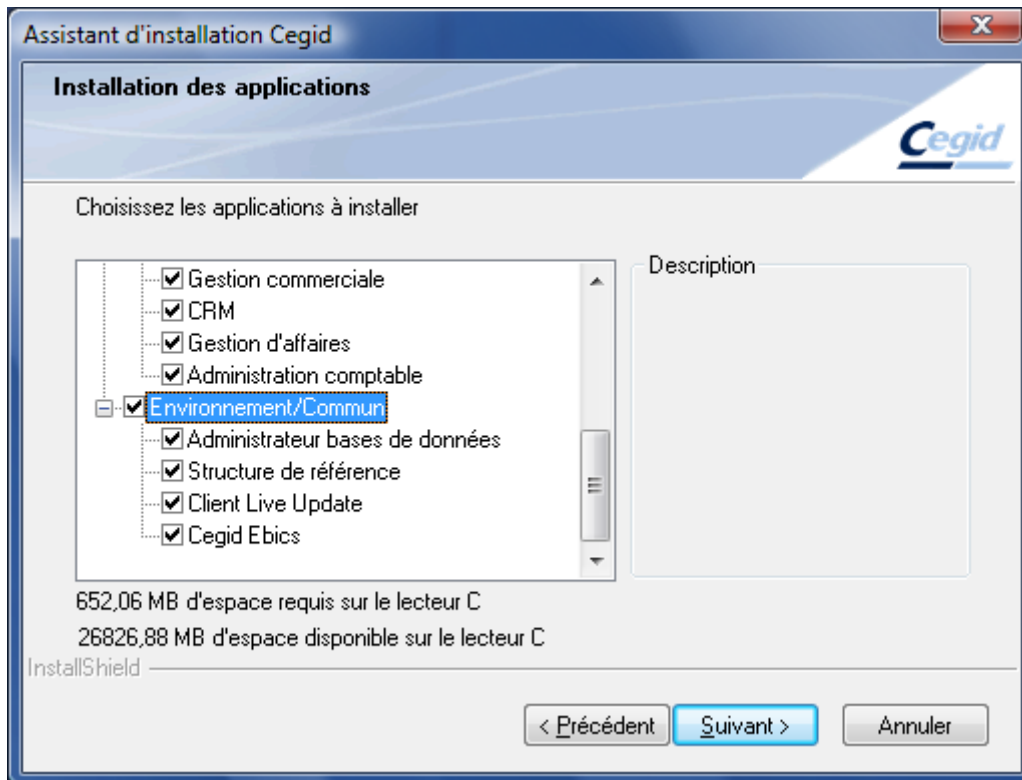 Assistant d'installation Cegid
Installation des applications
Cegid
Choisissez les applications à installer
Gestion commerciale
CRM
Gestion d'affaires
Administration comptable
Environnement/Commun
Administrateur bases de données
Structure de référence
Client Live Update
Cegid Ebics
Description
652,06 MB d'espace requis sur le lecteur C
26826,88 MB d'espace disponible sur le lecteur C
InstallShield
< Précédent
Suivant >
Annuler